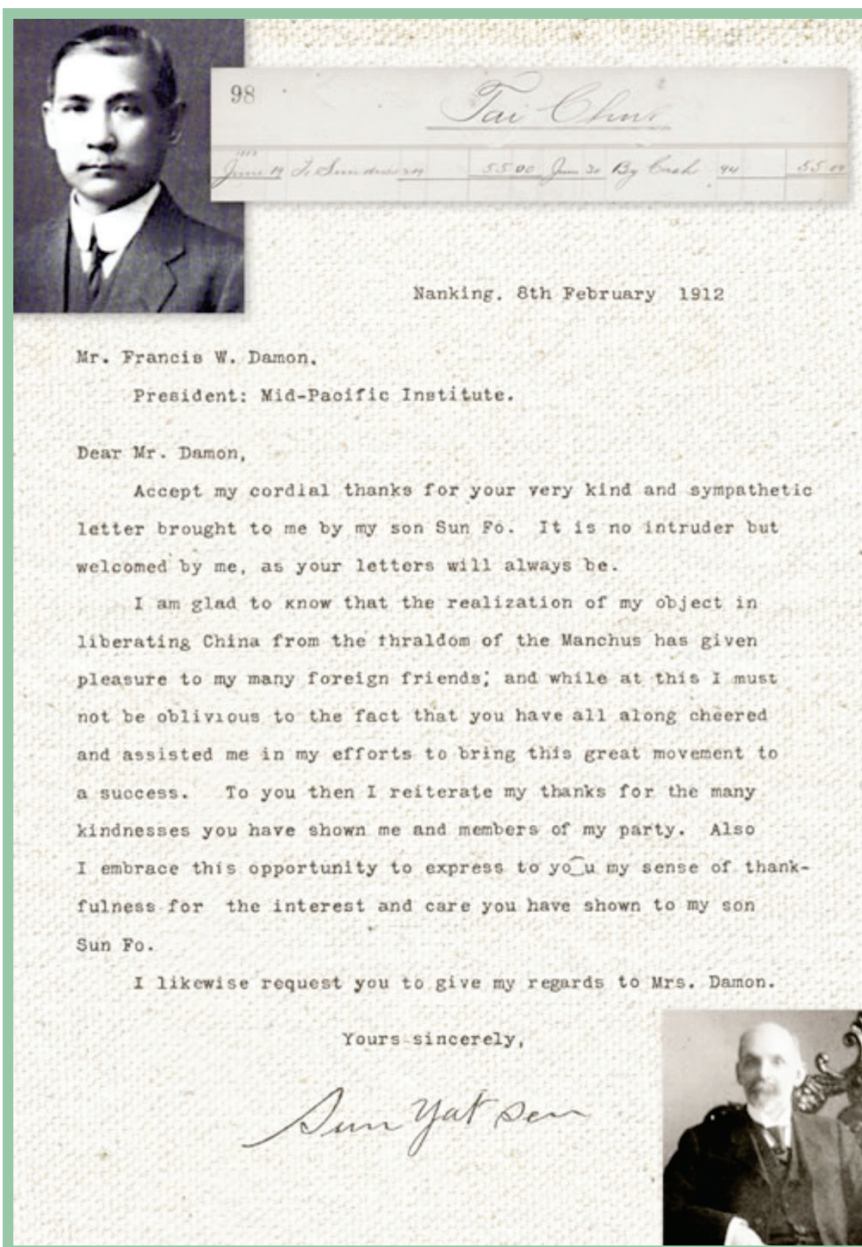 98
Tai Chu
June 19 To Sundries 55 00 June 30 By Cash 94 55 00
Nanking, 8th February 1912
Mr. Francis W. Damon,
President: Mid-Pacific Institute.
Dear Mr. Damon,
Accept my cordial thanks for your very kind and sympathetic
letter brought to me by my son Sun Fo. It is no intruder but
welcomed by me, as your letters will always be.
I am glad to know that the realization of my object in
liberating China from the thraldom of the Manchus has given
pleasure to my many foreign friends; and while at this I must
not be oblivious to the fact that you have all along cheered
and assisted me in my efforts to bring this great movement to
a success. To you then I reiterate my thanks for the many
kindnesses you have shown me and members of my party. Also
I embrace this opportunity to express to yo‿u my sense of thank-
fulness for the interest and care you have shown to my son
Sun Fo.
I likewise request you to give my regards to Mrs. Damon.
Yours sincerely,
Sun Yat Sen